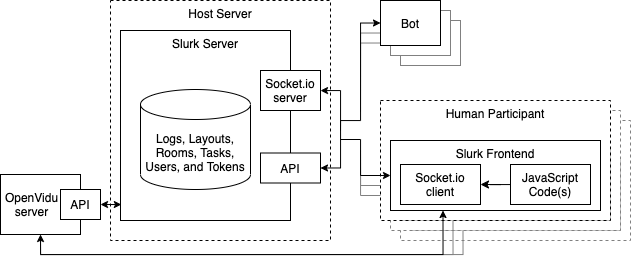 Host Server
Slurk Server
Socket.io
server
Logs, Layouts,
Rooms, Tasks,
Users, and Tokens
API
OpenVidu
server
API
Bot
Human Participant
Slurk Frontend
Socket.io
client
JavaScript
Code(s)